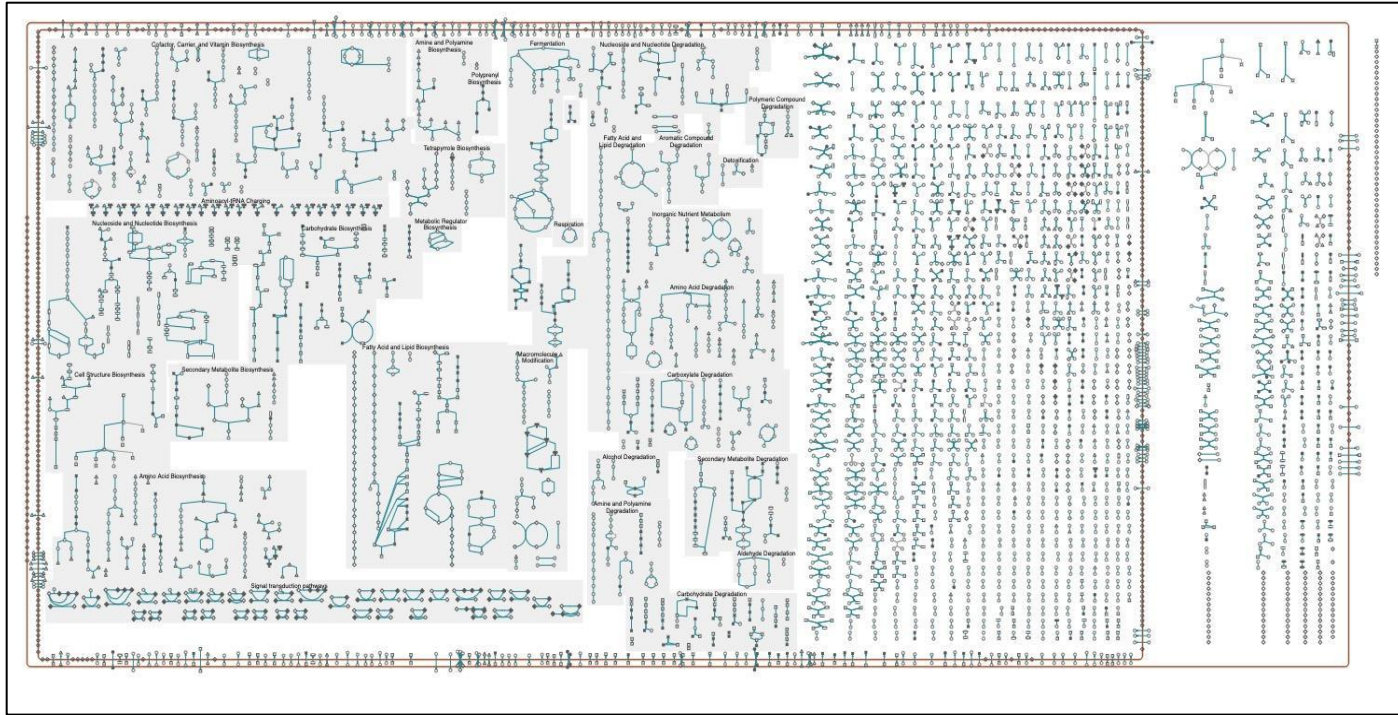 Cofactor, Carrier, and Vitamin Biosynthesis
Amine and Polyamine
Biosynthesis
Polyprenyl
Biosynthesis
Fermentation
Nucleoside and Nucleotide Degradation
Polymeric Compound
Degradation
Tetrapyrrole Biosynthesis
Fatty Acid and
Lipid Degradation
Aromatic Compound
Degradation
Detoxification
Aminoacyl-tRNA Charging
Nucleoside and Nucleotide Biosynthesis
Carbohydrate Biosynthesis
Metabolic Regulator
Biosynthesis
Respiration
Inorganic Nutrient Metabolism
Amino Acid Degradation
Cell Structure Biosynthesis
Secondary Metabolite Biosynthesis
Fatty Acid and Lipid Biosynthesis
Macromolecule
Modification
Carboxylate Degradation
Amino Acid Biosynthesis
Alcohol Degradation
Secondary Metabolite Degradation
Amine and Polyamine
Degradation
Aldehyde Degradation
Signal transduction pathways
Carbohydrate Degradation